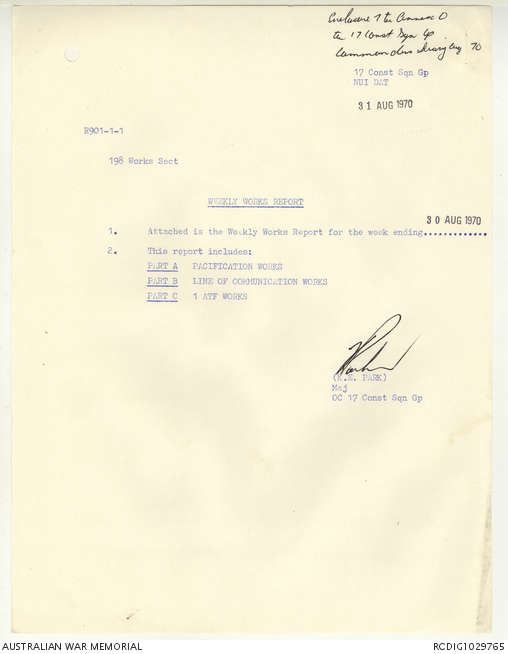 Enclosure 7 to Annex D
to 17 Const Sqn Gp
Commanders Diary Aug 70
17 Const Sqn Gp
NUI DAT
31 AUG 1970
R901-1-1
198 Works Sect
WEEKLY WORKS REPORT
30 AUG 1970
1. Attached is the Weekly Works Report for the week ending..............
2. This report includes:
PART A PACIFICATION WORKS
PART B LINE OF COMMUNICATION WORKS
PART C 1 ATF WORKS
PARK)
Maj
OC 17 Const Sqn Gp
AUSTRALIAN WAR MEMORIAL
RCDIG1029765